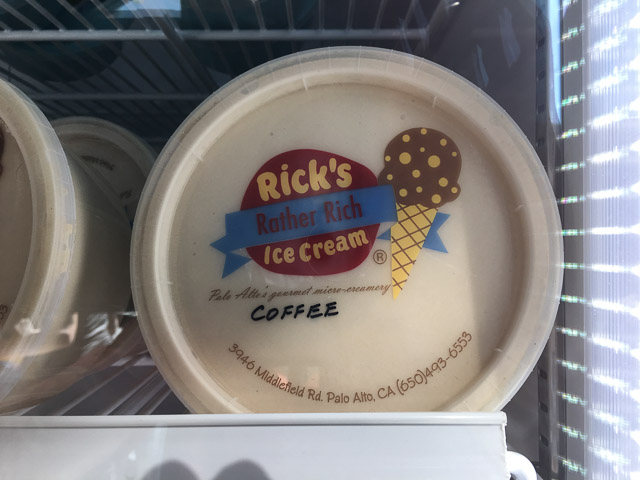 Rick's
Rather Rich
Ice Cream
®
Palo Alto's gourmet micro-creamery
COFFEE
3946 Middlefield Rd. Palo Alto, CA (650)493-6553